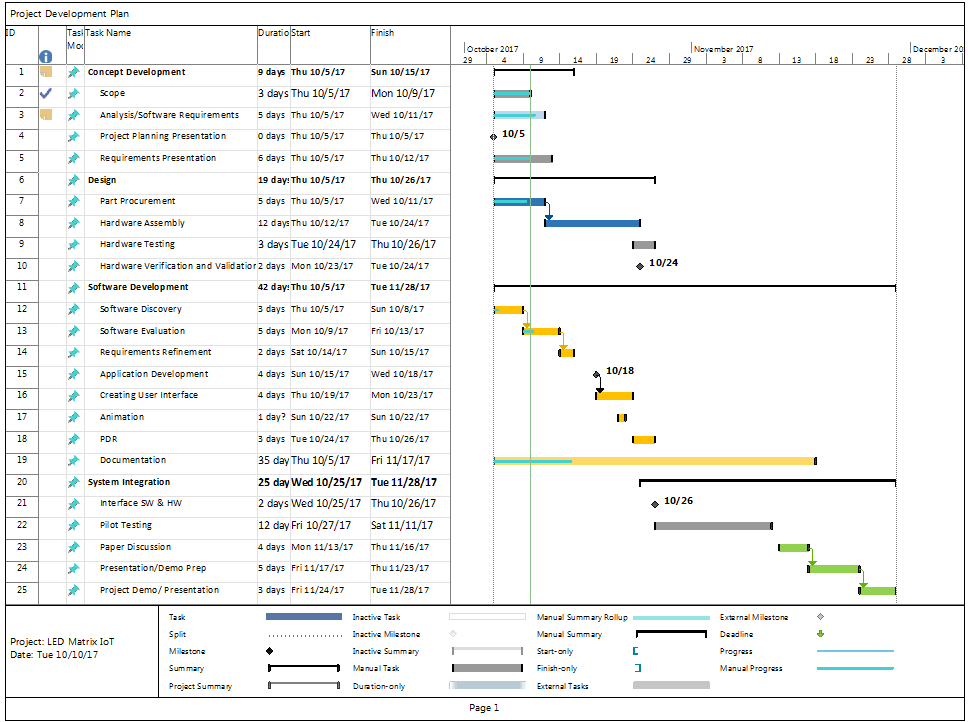 Project Development Plan
ID Task Mod Task Name Duratio Start Finish
October 2017 November 2017 December 20
29 4 9 14 19 24 29 3 8 13 18 23 28 3
1 Concept Development 9 days Thu 10/5/17 Sun 10/15/17
2 Scope 3 days Thu 10/5/17 Mon 10/9/17
3 Analysis/Software Requirements 5 days Thu 10/5/17 Wed 10/11/17
4 Project Planning Presentation 0 days Thu 10/5/17 Thu 10/5/17 10/5
5 Requirements Presentation 6 days Thu 10/5/17 Thu 10/12/17
6 Design 19 days Thu 10/5/17 Thu 10/26/17
7 Part Procurement 5 days Thu 10/5/17 Wed 10/11/17
8 Hardware Assembly 12 days Thu 10/12/17 Tue 10/24/17
9 Hardware Testing 3 days Tue 10/24/17 Thu 10/26/17
10 Hardware Verification and Validation 2 days Mon 10/23/17 Tue 10/24/17 10/24
11 Software Development 42 days Thu 10/5/17 Tue 11/28/17
12 Software Discovery 3 days Thu 10/5/17 Sun 10/8/17
13 Software Evaluation 5 days Mon 10/9/17 Fri 10/13/17
14 Requirements Refinement 2 days Sat 10/14/17 Sun 10/15/17
15 Application Development 4 days Sun 10/15/17 Wed 10/18/17 10/18
16 Creating User Interface 4 days Thu 10/19/17 Mon 10/23/17
17 Animation 1 day? Sun 10/22/17 Sun 10/22/17
18 PDR 3 days Tue 10/24/17 Thu 10/26/17
19 Documentation 35 day Thu 10/5/17 Fri 11/17/17
20 System Integration 25 day Wed 10/25/17 Tue 11/28/17
21 Interface SW & HW 2 days Wed 10/25/17 Thu 10/26/17 10/26
22 Pilot Testing 12 day Fri 10/27/17 Sat 11/11/17
23 Paper Discussion 4 days Mon 11/13/17 Thu 11/16/17
24 Presentation/Demo Prep 5 days Fri 11/17/17 Thu 11/23/17
25 Project Demo/ Presentation 3 days Fri 11/24/17 Tue 11/28/17
Project: LED Matrix IoT
Date: Tue 10/10/17
Task Inactive Task Manual Summary Rollup External Milestone
Split Inactive Milestone Manual Summary Deadline
Milestone Inactive Summary Start-only Progress
Summary Manual Task Finish-only Manual Progress
Project Summary Duration-only External Tasks
Page 1